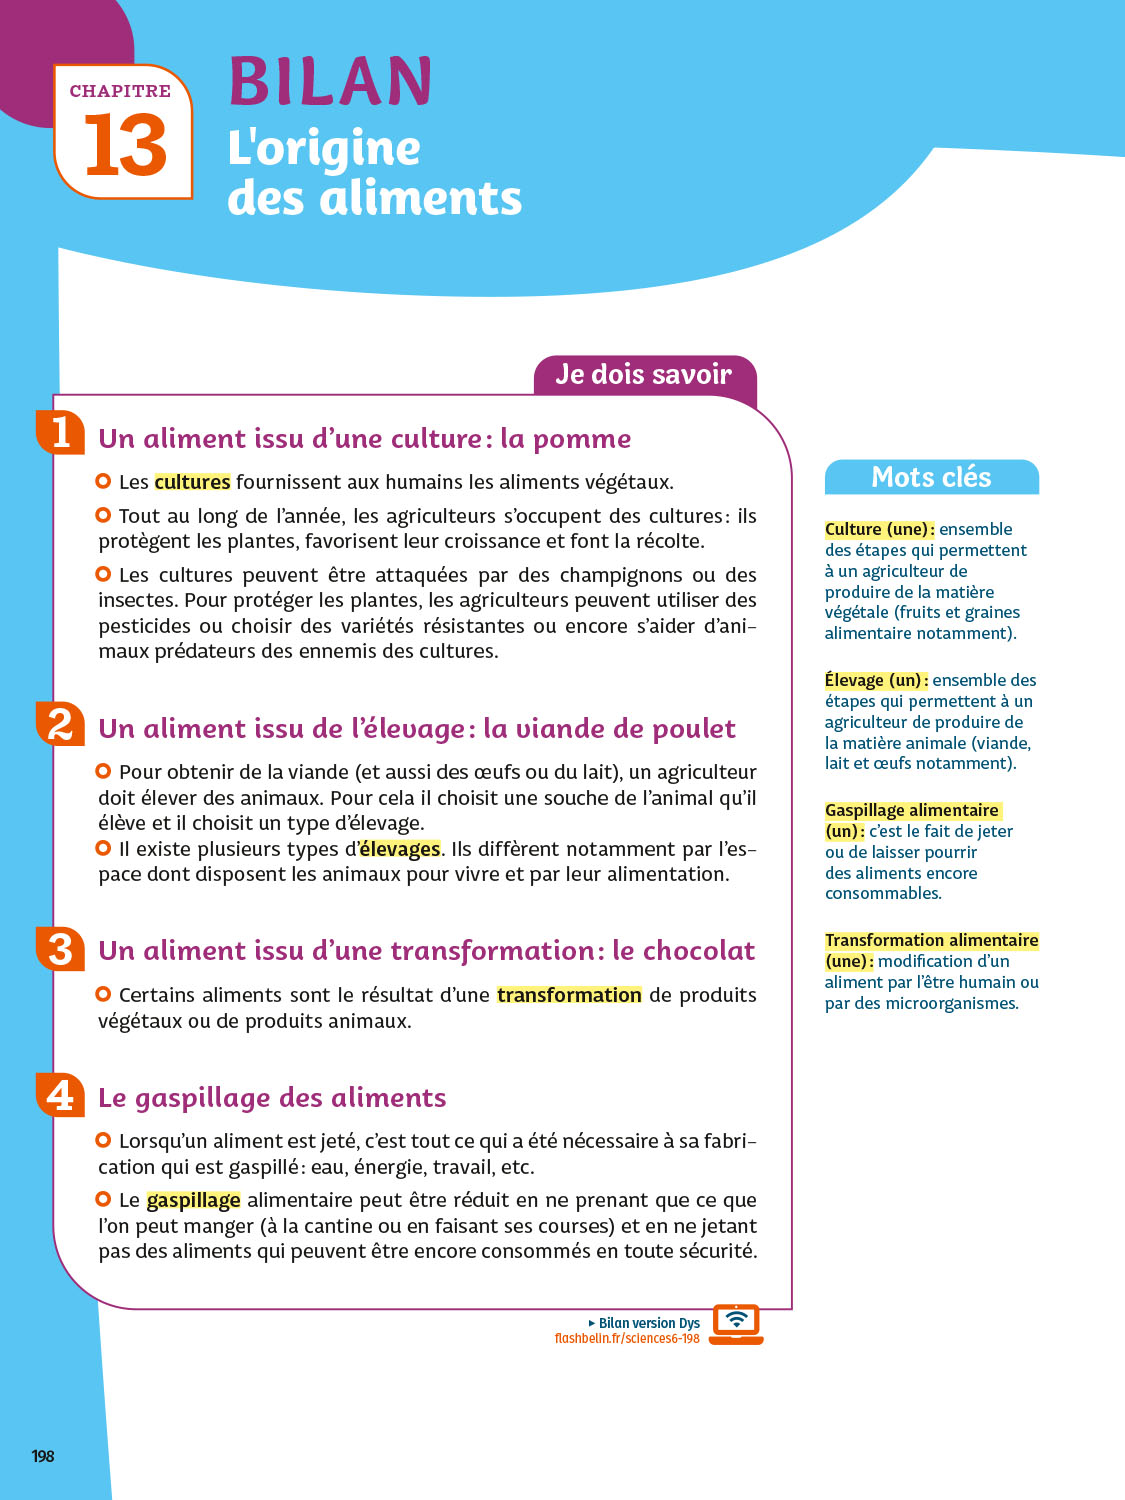 CHAPITRE
13
BILAN
L'origine
des aliments
Je dois savoir
1
Un aliment issu d’une culture : la pomme
Les cultures fournissent aux humains les aliments végétaux.
Tout au long de l’année, les agriculteurs s’occupent des cultures : ils
protègent les plantes, favorisent leur croissance et font la récolte.
Les cultures peuvent être attaquées par des champignons ou des
insectes. Pour protéger les plantes, les agriculteurs peuvent utiliser des
pesticides ou choisir des variétés résistantes ou encore s’aider d’ani-
maux prédateurs des ennemis des cultures.
2
Un aliment issu de l’élevage : la viande de poulet
Pour obtenir de la viande (et aussi des œufs ou du lait), un agriculteur
doit élever des animaux. Pour cela il choisit une souche de l’animal qu’il
élève et il choisit un type d’élevage.
Il existe plusieurs types d’élevages. Ils diffèrent notamment par l’es-
pace dont disposent les animaux pour vivre et par leur alimentation.
3
Un aliment issu d’une transformation : le chocolat
Certains aliments sont le résultat d’une transformation de produits
végétaux ou de produits animaux.
4
Le gaspillage des aliments
Lorsqu’un aliment est jeté, c’est tout ce qui a été nécessaire à sa fabri-
cation qui est gaspillé : eau, énergie, travail, etc.
Le gaspillage alimentaire peut être réduit en ne prenant que ce que
l’on peut manger (à la cantine ou en faisant ses courses) et en ne jetant
pas des aliments qui peuvent être encore consommés en toute sécurité.
▸ Bilan version Dys
flashbelin.fr/sciences6-198
Mots clés
Culture (une) : ensemble
des étapes qui permettent
à un agriculteur de
produire de la matière
végétale (fruits et graines
alimentaire notamment).
Élevage (un) : ensemble des
étapes qui permettent à un
agriculteur de produire de
la matière animale (viande,
lait et œufs notamment).
Gaspillage alimentaire
(un) : c’est le fait de jeter
ou de laisser pourrir
des aliments encore
consommables.
Transformation alimentaire
(une) : modification d’un
aliment par l’être humain ou
par des microorganismes.
198